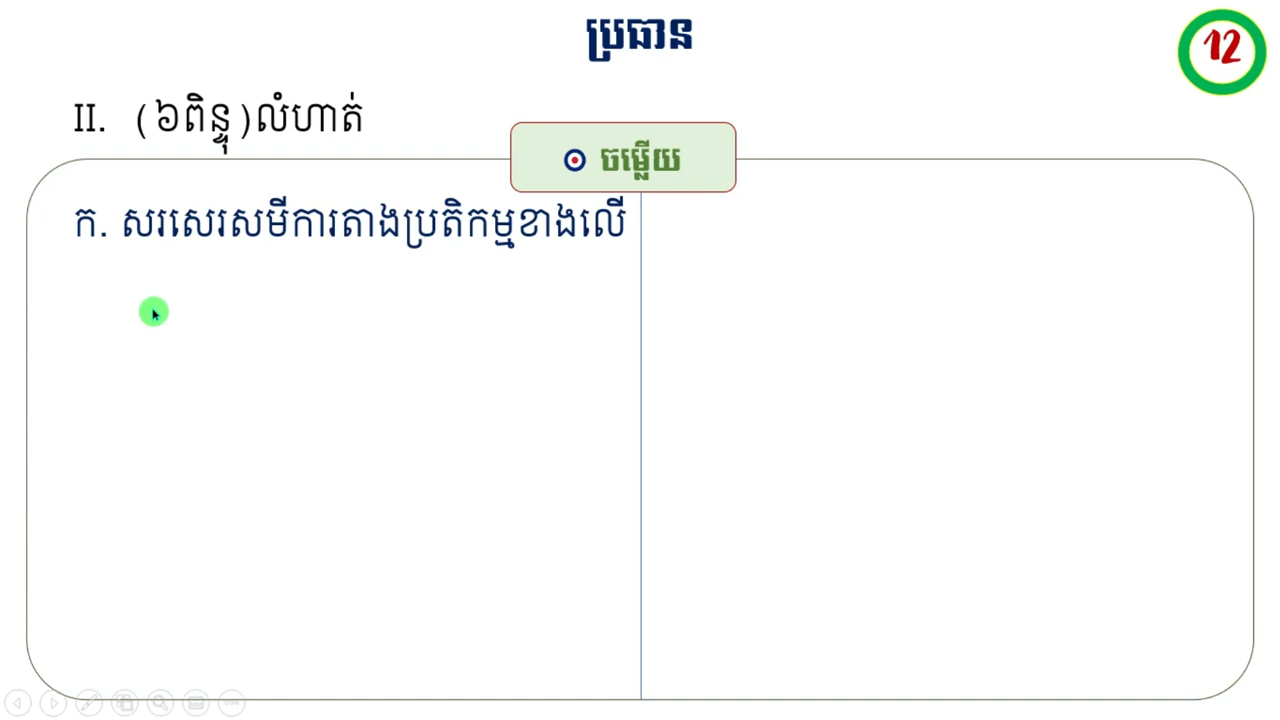 ប្រធាន
12
II. (៦ពិន្ទុ)លំហាត់
ចម្លើយ
ក. សរសេរសមីការតាងប្រតិកម្មខាងលើ